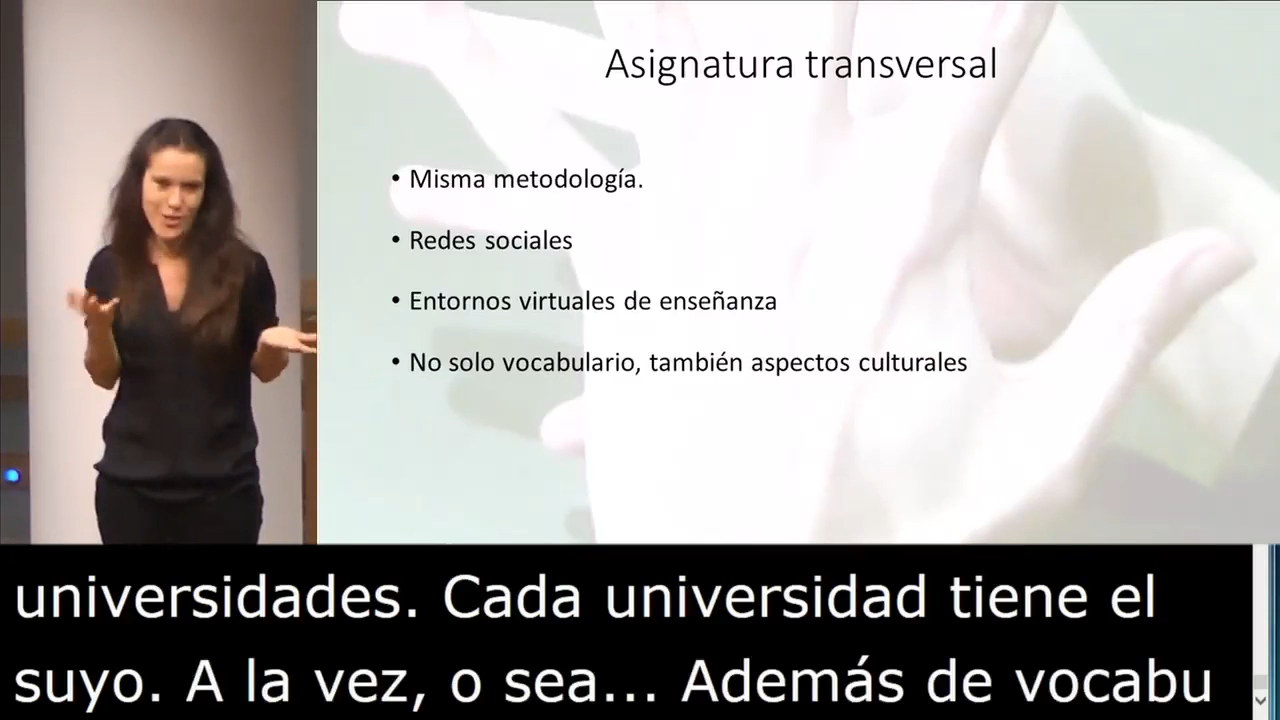 Asignatura transversal
• Misma metodología.
• Redes sociales
• Entornos virtuales de enseñanza
• No solo vocabulario, también aspectos culturales
universidades. Cada universidad tiene el
suyo. A la vez, o sea... Además de vocabu